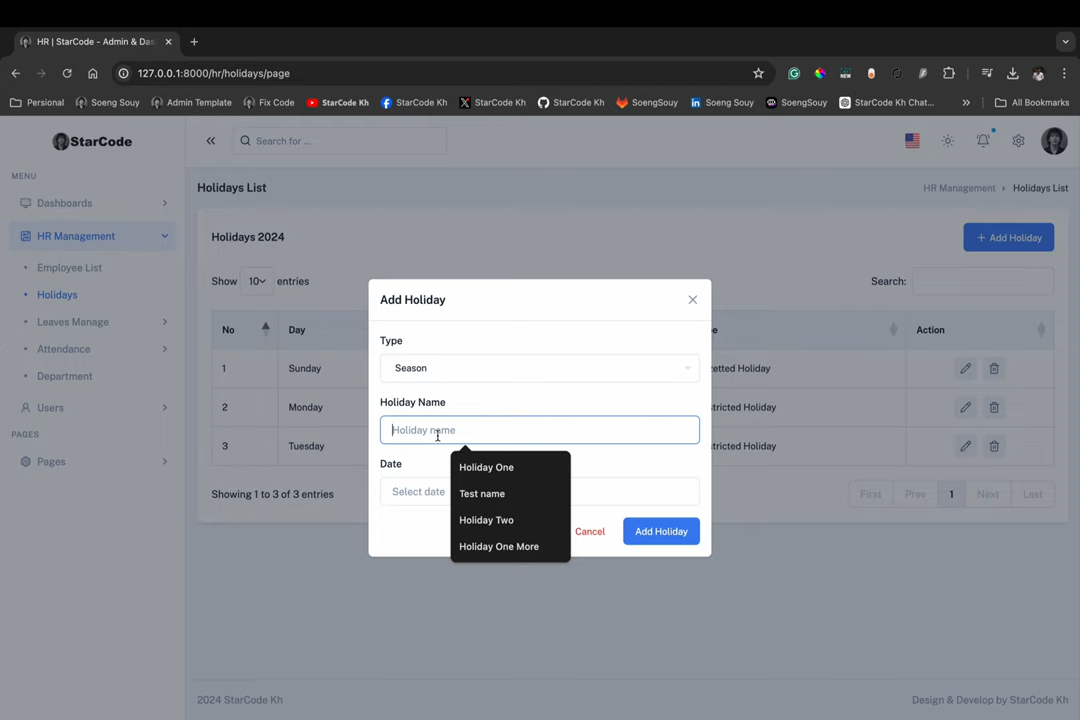 HR | StarCode - Admin & Das
127.0.0.1:8000/hr/holidays/page
Personal Soeng Souy Admin Template Fix Code StarCode Kh StarCode Kh StarCode Kh StarCode Kh SoengSouy Soeng Souy SoengSouy StarCode Kh Chat... » All Bookmarks
StarCode Search for ...
MENU
Dashboards
HR Management
Employee List
Holidays
Leaves Manage
Attendance
Department
Users
PAGES
Pages
Holidays List HR Management Holidays List
Holidays 2024 + Add Holiday
Show 10 entries Search:
No Day Action
1 Sunday Holiday
2 Monday Holiday
3 Tuesday Holiday
Showing 1 to 3 of 3 entries First Prev 1 Next Last
Add Holiday
Type
Season
Holiday Name
Holiday name
Holiday One
Test name
Holiday Two
Holiday One More
Date
Select date
Cancel Add Holiday
2024 StarCode Kh Design & Develop by StarCode Kh